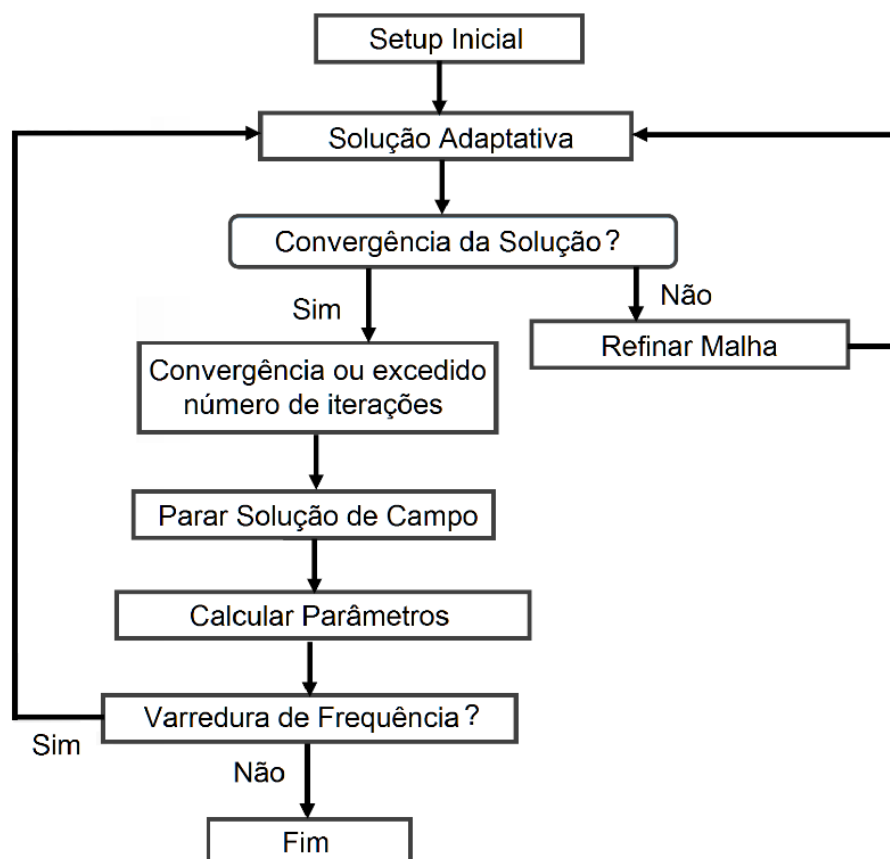 Setup Inicial
Solução Adaptativa
Convergência da Solução?
Sim
Não
Refinar Malha
Convergência ou excedido
número de iterações
Parar Solução de Campo
Calcular Parâmetros
Varredura de Frequência?
Sim
Não
Fim